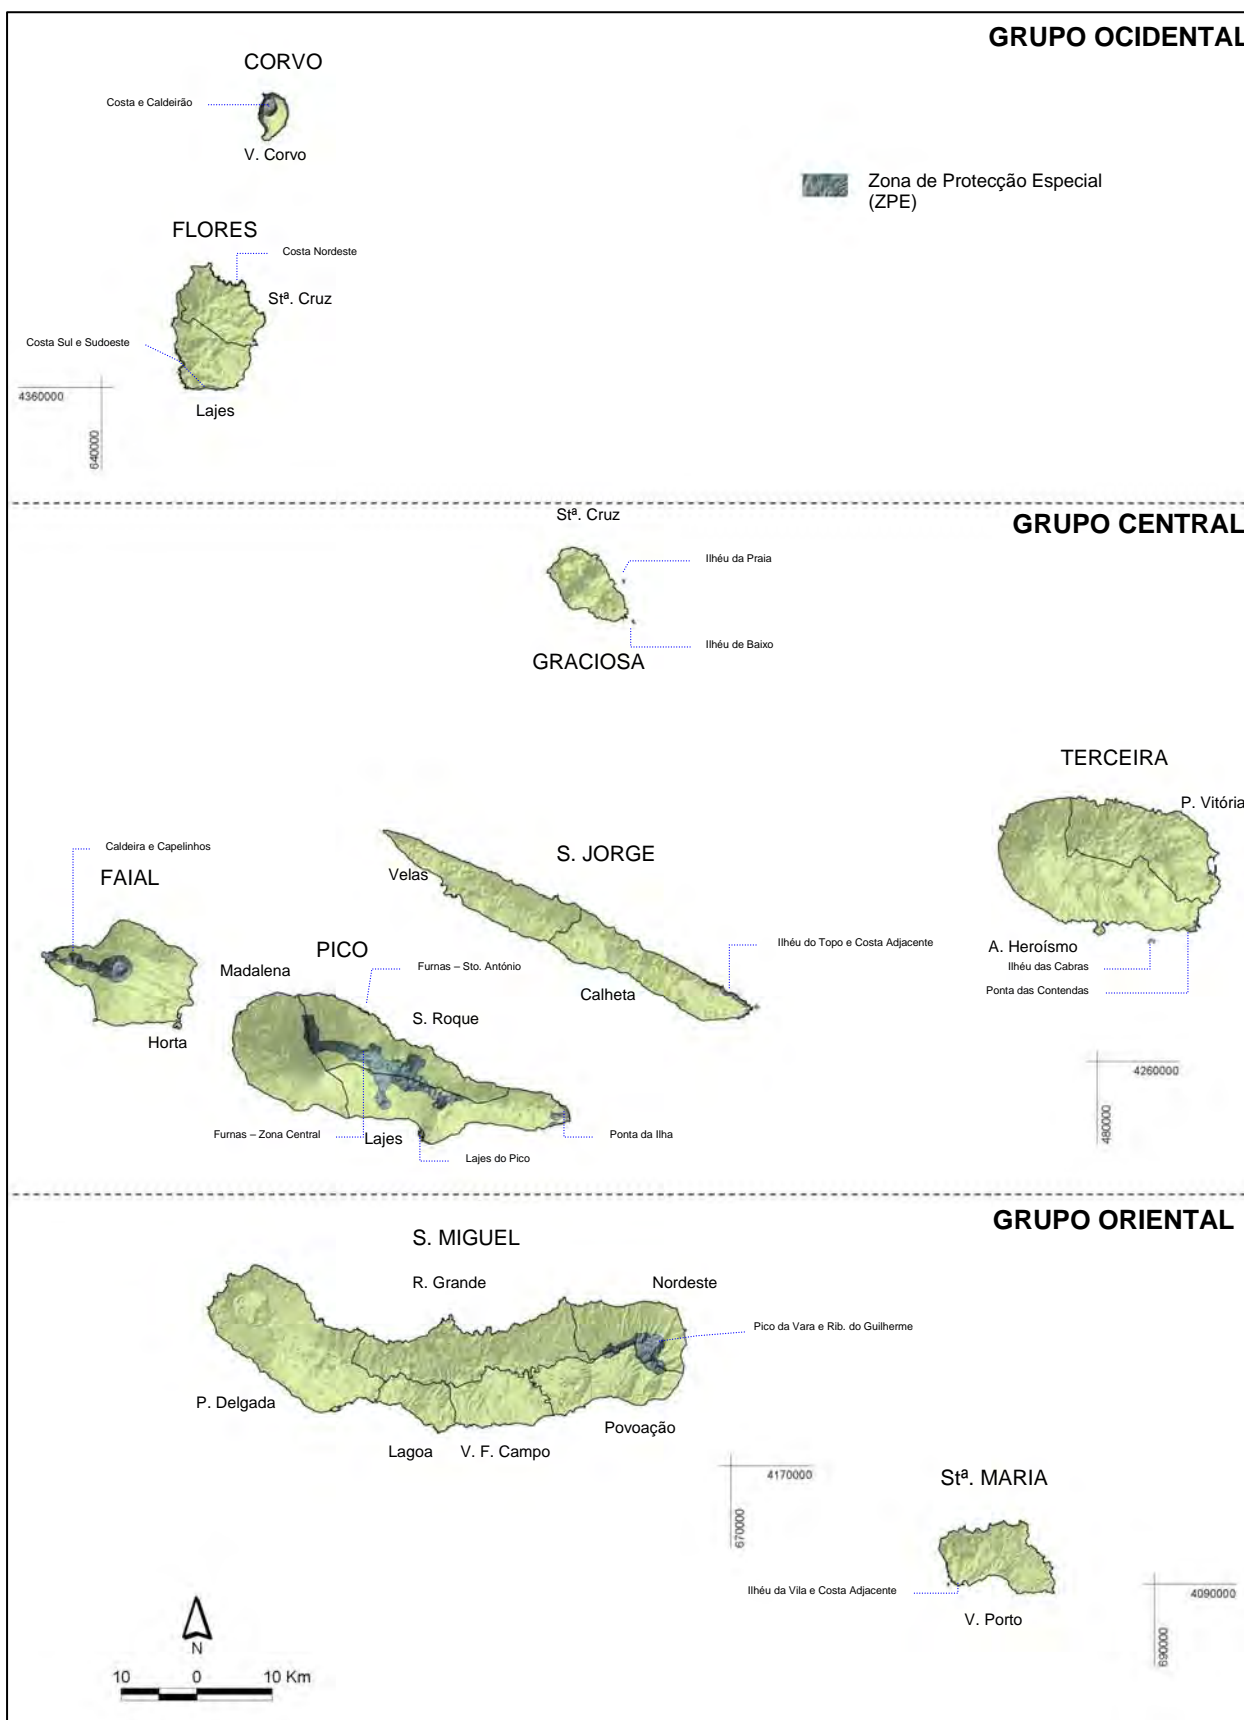 GRUPO OCIDENTAL
CORVO
Costa e Caldeirão
V. Corvo
Zona de Protecção Especial
(ZPE)
FLORES
Costa Nordeste
Stª. Cruz
Costa Sul e Sudoeste
4360000
Lajes
640000
Stª. Cruz
GRUPO CENTRAL
Ilhéu da Praia
Ilhéu de Baixo
GRACIOSA
TERCEIRA
P. Vitória
Caldeira e Capelinhos
S. JORGE
FAIAL
Velas
PICO
Ilhéu do Topo e Costa Adjacente
A. Heroísmo
Madalena
Furnas – Sto. António
Ilhéu das Cabras
Calheta
Ponta das Contendas
S. Roque
Horta
4260000
480000
Furnas – Zona Central
Lajes
Ponta da Ilha
Lajes do Pico
GRUPO ORIENTAL
S. MIGUEL
R. Grande
Nordeste
Pico da Vara e Rib. do Guilherme
P. Delgada
Povoação
Lagoa
V. F. Campo
4170000
670000
Stª. MARIA
Ilhéu da Vila e Costa Adjacente
4090000
V. Porto
690000
N
10 0 10 Km